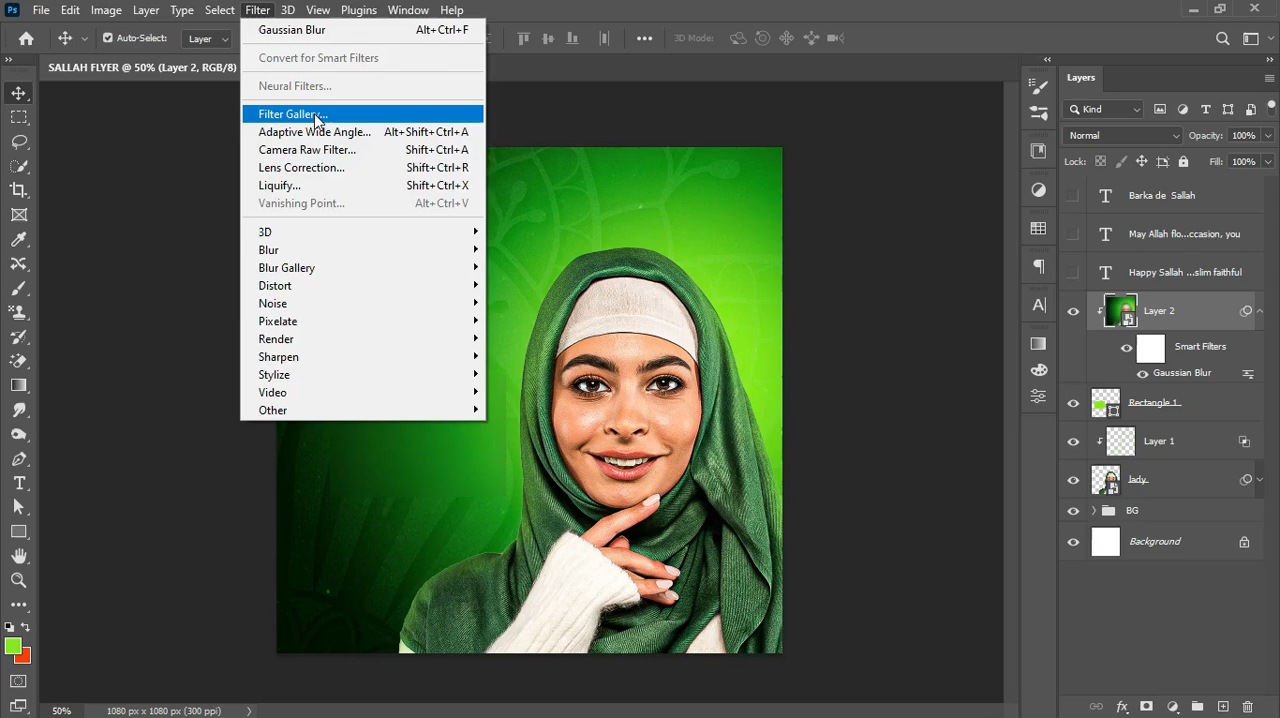 Ps File Edit Image Layer Type Select Filter 3D View Plugins Window Help
Auto-Select: Layer
3D Mode:
SALLAH FLYER @ 50% (Layer 2, RGB/8)
Gaussian Blur Alt+Ctrl+F
Convert for Smart Filters
Neural Filters...
Filter Gallery...
Adaptive Wide Angle... Alt+Shift+Ctrl+A
Camera Raw Filter... Shift+Ctrl+A
Lens Correction... Shift+Ctrl+R
Liquify... Shift+Ctrl+X
Vanishing Point... Alt+Ctrl+V
3D
Blur
Blur Gallery
Distort
Noise
Pixelate
Render
Sharpen
Stylize
Video
Other
Layers
Kind
Normal Opacity: 100%
Lock: Fill: 100%
Barka de Sallah
May Allah flo...ccasion, you
Happy Sallah ...slim faithful
Layer 2
Smart Filters
Gaussian Blur
Rectangle 1
Layer 1
lady
BG
Background
50% 1080 px x 1080 px (300 ppi)